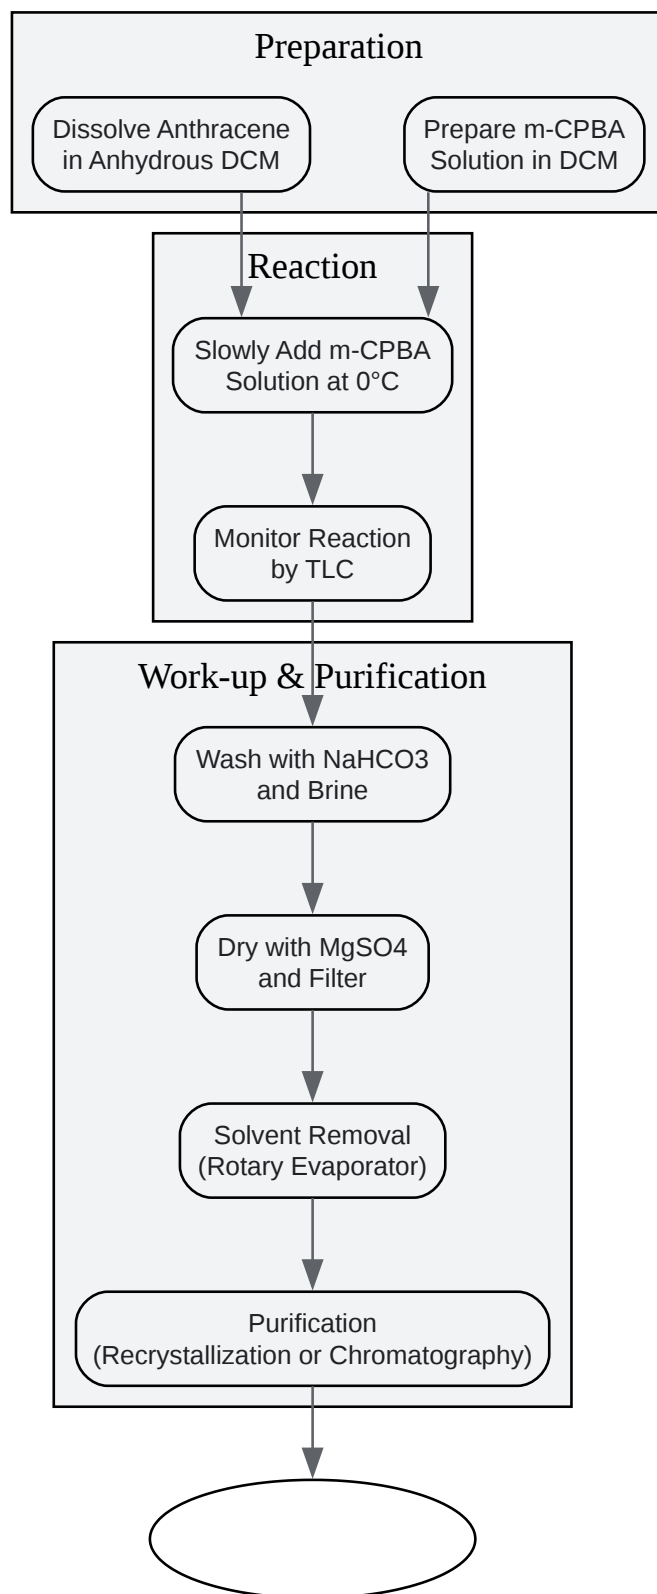 Preparation
Dissolve Anthracene
in Anhydrous DCM
Prepare m-CPBA
Solution in DCM
Reaction
Slowly Add m-CPBA
Solution at 0°C
Monitor Reaction
by TLC
Work-up & Purification
Wash with NaHCO3
and Brine
Dry with MgSO4
and Filter
Solvent Removal
(Rotary Evaporator)
Purification
(Recrystallization or Chromatography)